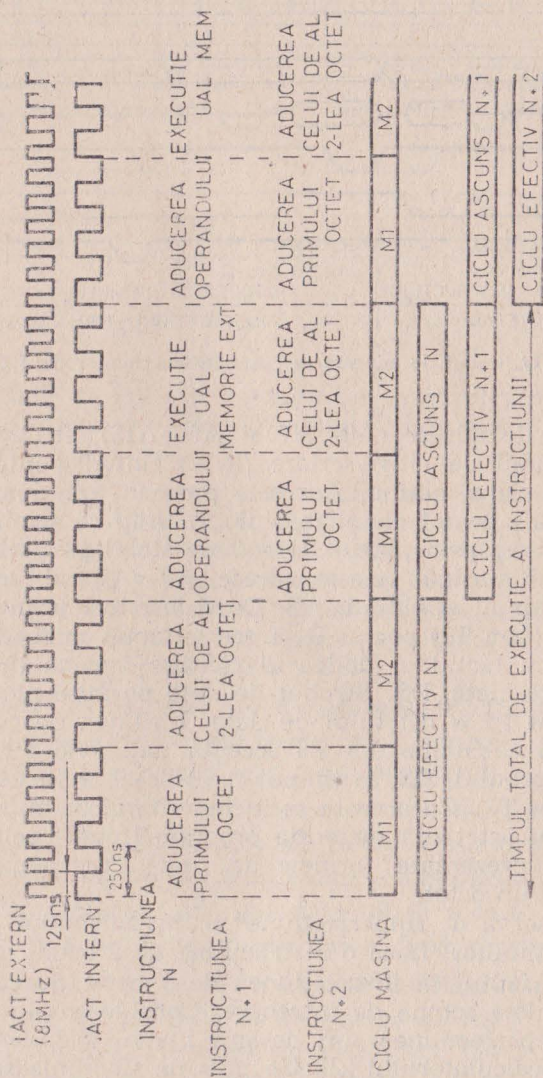 TACT EXTERN
(8MHz)
125ns
TACT INTERN
250ns
INSTRUCTIUNEA
N
ADUCEREA
PRIMULUI
OCTET
ADUCEREA
CELUI DE AL
2-LEA OCTET
ADUCEREA
OPERANDULUI
EXECUTIE
UAL
MEMORIE EXT
ADUCEREA
OPERANDULUI
EXECUTIE
UAL MEM
INSTRUCTIUNEA
N+1
ADUCEREA
PRIMULUI
OCTET
ADUCEREA
CELUI DE AL
2-LEA OCTET
ADUCEREA
PRIMULUI
OCTET
ADUCEREA
CELUI DE AL
2-LEA OCTET
INSTRUCTIUNEA
N+2
CICLU MASINA
M1
M2
M1
M2
M1
M2
CICLU EFECTIV N
CICLU ASCUNS N
CICLU EFECTIV N+1
CICLU ASCUNS N+1
CICLU EFECTIV N+2
TIMPUL TOTAL DE EXECUTIE A INSTRUCTIUNII